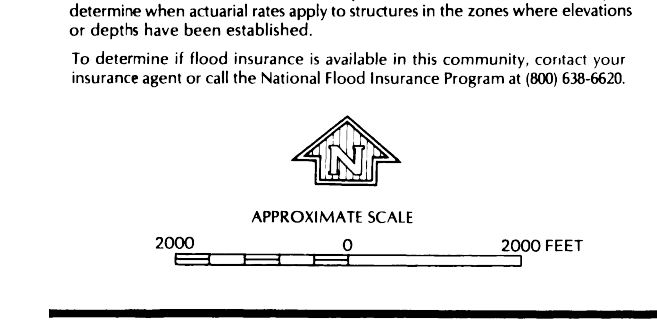 determine when actuarial rates apply to structures in the zones where elevations
or depths have been established.
To determine if flood insurance is available in this community, contact your
insurance agent or call the National Flood Insurance Program at (800) 638-6620.
N
APPROXIMATE SCALE
2000 0 2000 FEET